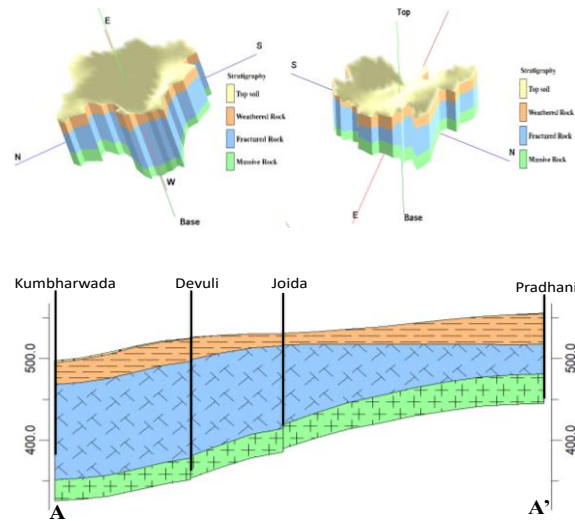 E
S
N
W
Base
Stratigraphy
Top soil
Weathered Rock
Fractured Rock
Massive Rock
Top
S
N
E
Base
Stratigraphy
Top soil
Weathered Rock
Fractured Rock
Massive Rock
Kumbharwada Devuli Joida Pradhani
500.0 500.0
400.0 400.0
A A'